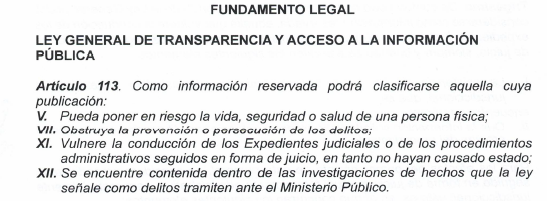 FUNDAMENTO LEGAL
LEY GENERAL DE TRANSPARENCIA Y ACCESO A LA INFORMACIÓN
PÚBLICA
Artículo 113. Como información reservada podrá clasificarse aquella cuya
publicación:
V. Pueda poner en riesgo la vida, seguridad o salud de una persona física;
VII. Obstruya la prevención o persecución de los delitos;
XI. Vulnere la conducción de los Expedientes judiciales o de los procedimientos
administrativos seguidos en forma de juicio, en tanto no hayan causado estado;
XII. Se encuentre contenida dentro de las investigaciones de hechos que la ley
señale como delitos tramiten ante el Ministerio Público.